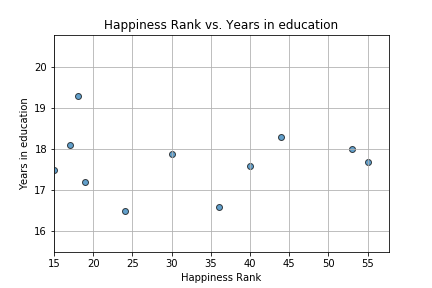 Happiness Rank vs. Years in education
Years in education
20
19
18
17
16
15 20 25 30 35 40 45 50 55
Happiness Rank